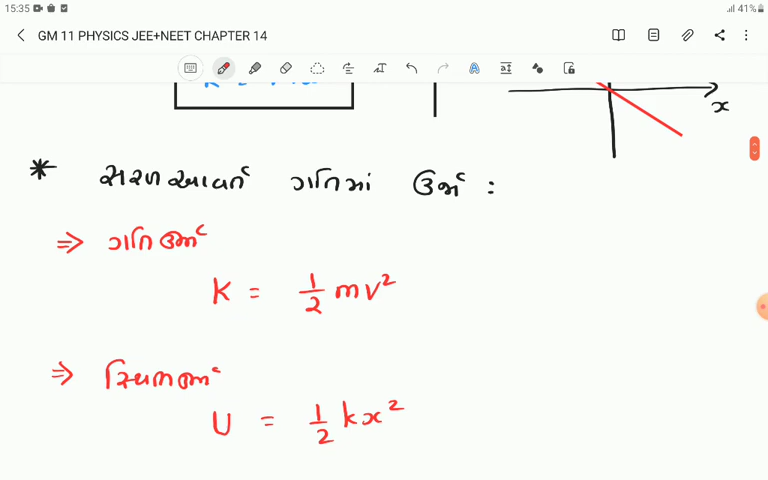 15:35
41%
GM 11 PHYSICS JEE+NEET CHAPTER 14
x
* સરળ આવર્ત ગતિમાં ઊર્જા :
⇒ ગતિઊર્જા
K = 1/2 mv²
⇒ સ્થિતિઊર્જા
U = 1/2 kx²